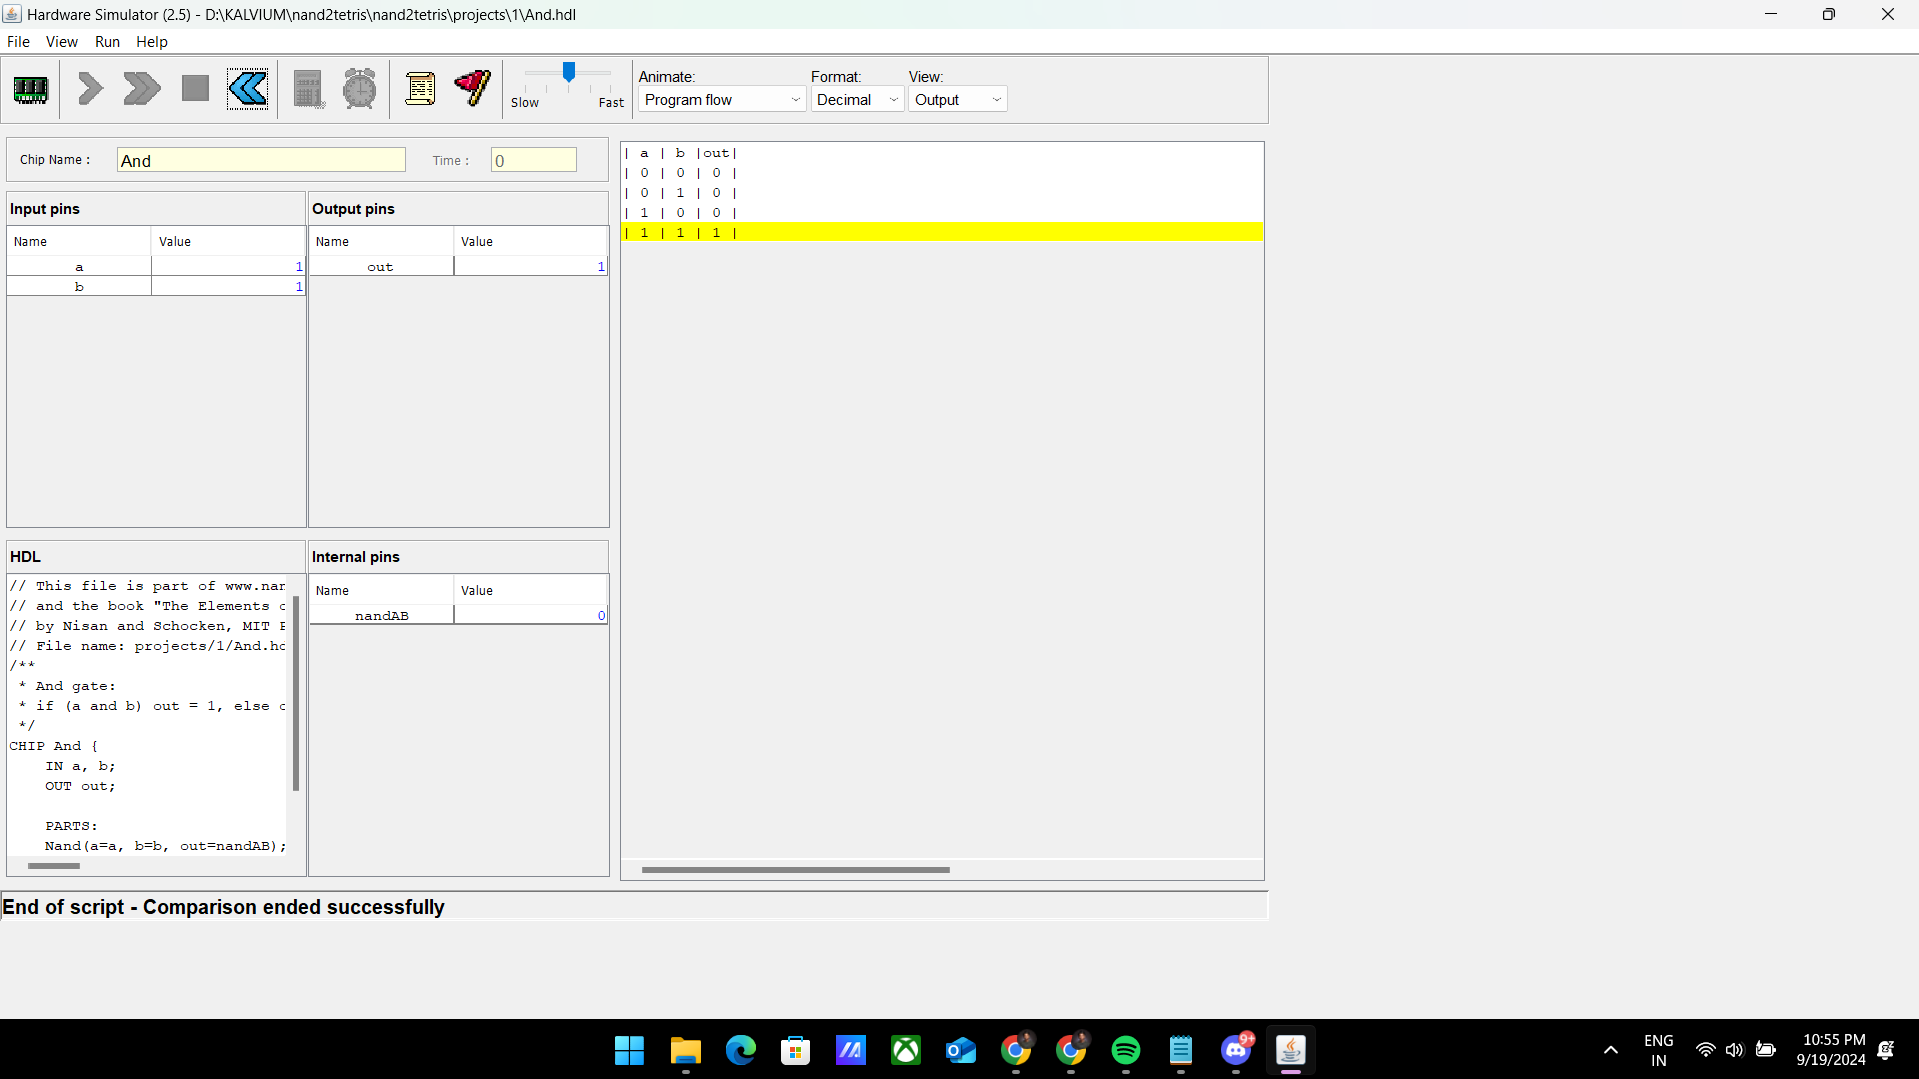 Hardware Simulator (2.5) - D:\KALVIUM\nand2tetris\nand2tetris\projects\1\And.hdl
File View Run Help
Slow Fast
Animate: Format: View:
Program flow Decimal Output
Chip Name : And Time : 0
Input pins Output pins
Name Value Name Value
a 1 out 1
b 1
| a | b |out|
| 0 | 0 | 0 |
| 0 | 1 | 0 |
| 1 | 0 | 0 |
| 1 | 1 | 1 |
HDL
// This file is part of www.nan
// and the book "The Elements o
// by Nisan and Schocken, MIT P
// File name: projects/1/And.hd
/**
* And gate:
* if (a and b) out = 1, else o
*/
CHIP And {
IN a, b;
OUT out;
PARTS:
Nand(a=a, b=b, out=nandAB);
Internal pins
Name Value
nandAB 0
End of script - Comparison ended successfully
9+
ENG
IN
10:55 PM
9/19/2024